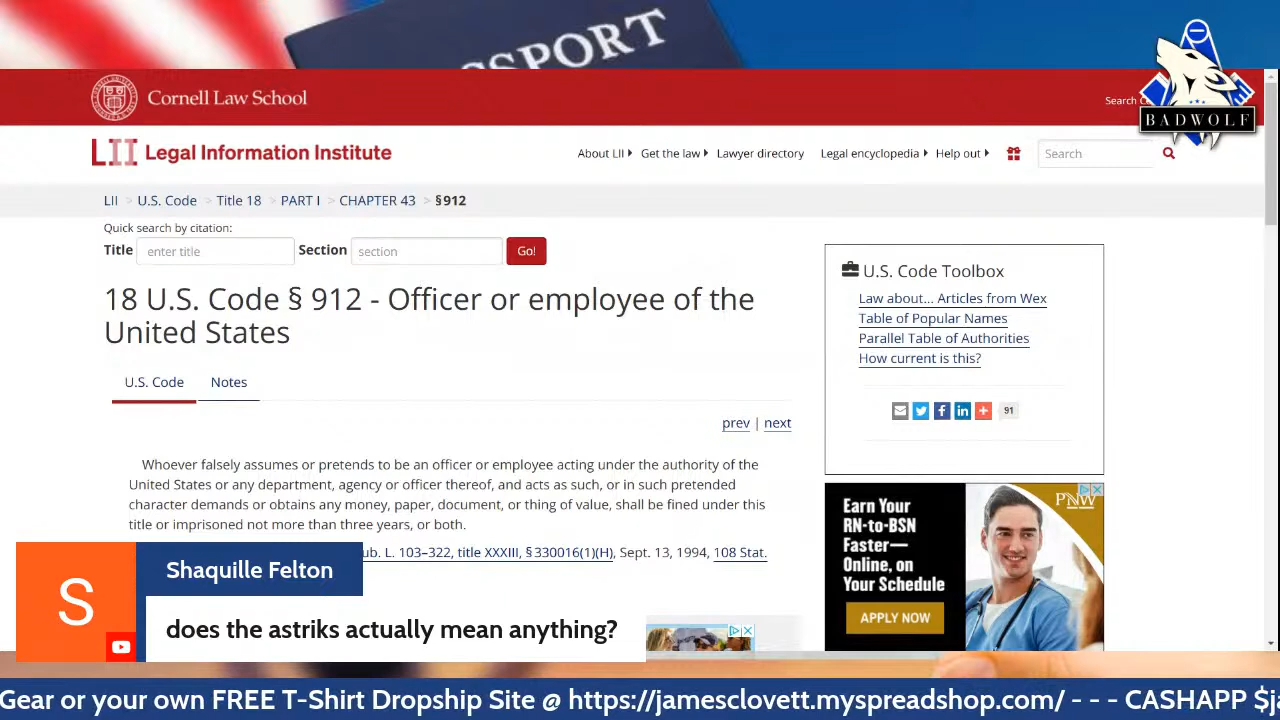 SSPORT
Cornell Law School
Search C
BADWOLF
LII Legal Information Institute
About LII Get the law Lawyer directory Legal encyclopedia Help out
Search
LII > U.S. Code > Title 18 > PART I > CHAPTER 43 > §912
Quick search by citation:
Title enter title Section section Go!
18 U.S. Code § 912 - Officer or employee of the
United States
U.S. Code Notes
prev | next
Whoever falsely assumes or pretends to be an officer or employee acting under the authority of the
United States or any department, agency or officer thereof, and acts as such, or in such pretended
character demands or obtains any money, paper, document, or thing of value, shall be fined under this
title or imprisoned not more than three years, or both.
ub. L. 103–322, title XXXIII, § 330016(1)(H), Sept. 13, 1994, 108 Stat.
U.S. Code Toolbox
Law about... Articles from Wex
Table of Popular Names
Parallel Table of Authorities
How current is this?
91
Earn Your
RN-to-BSN
Faster—
Online, on
Your Schedule
APPLY NOW
PNW
S
Shaquille Felton
does the astriks actually mean anything?
Gear or your own FREE T-Shirt Dropship Site @ https://jamesclovett.myspreadshop.com/ - - - CASHAPP $j